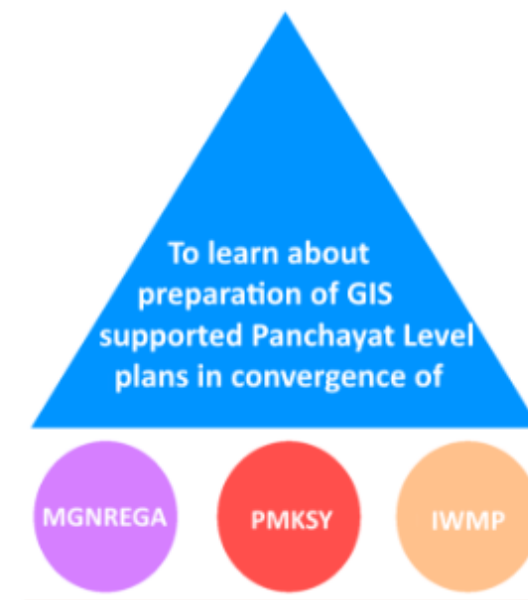 To learn about
preparation of GIS
supported Panchayat Level
plans in convergence of
MGNREGA PMKSY IWMP